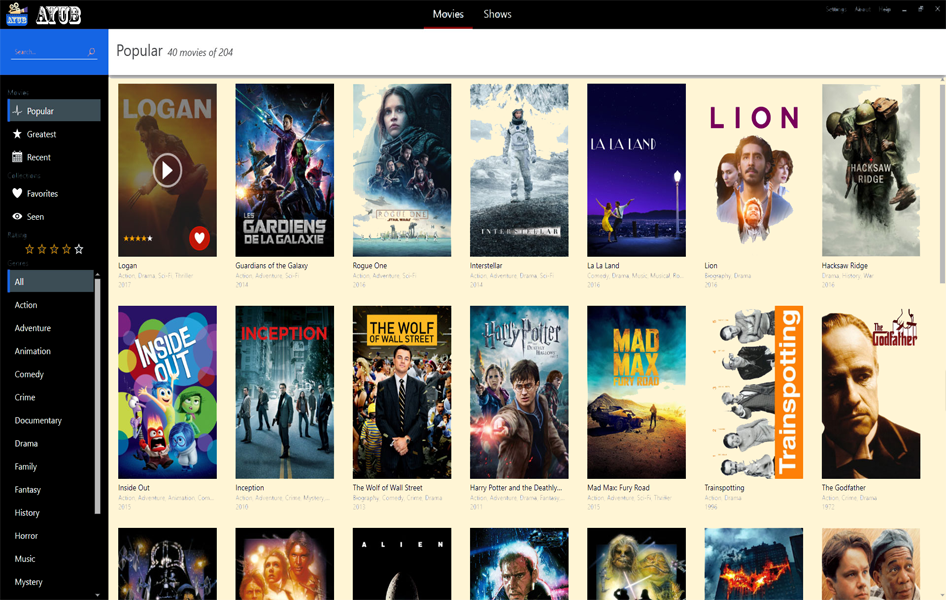 AYUB
AYUB
Movies
Shows
Settings
About
Help
Search...
Popular
40 movies of 204
Movies
Popular
Greatest
Recent
Favorites
Seen
Rating
Genres
All
Action
Adventure
Animation
Comedy
Crime
Documentary
Drama
Family
Fantasy
History
Horror
Music
Mystery
LOGAN
Logan
Action, Drama, Sci-Fi, Thriller
2017
LES
GARDIENS
DE LA GALAXIE
Guardians of the Galaxy
Action, Adventure, Sci-Fi
2014
ROGUE ONE
STAR WARS
Rogue One
Action, Adventure, Sci-Fi
2016
INTERSTELLAR
Interstellar
Action, Adventure, Drama, Sci-Fi
2014
LA LA LAND
La La Land
Comedy, Drama, Music, Musical, Ro...
2016
LION
Lion
Biography, Drama
2016
HACKSAW
RIDGE
Hacksaw Ridge
Drama, History, War
2016
INSIDE
OUT
Inside Out
Action, Adventure, Animation, Com...
2015
INCEPTION
Inception
Action, Adventure, Crime, Mystery...
2010
THE WOLF
OF WALL STREET
The Wolf of Wall Street
Biography, Comedy, Crime, Drama
2013
Harry Potter
AND THE
DEATHLY HALLOWS
Harry Potter and the Deathly...
Action, Adventure, Drama, Fantasy...
2011
MAD
MAX
FURY ROAD
Mad Max: Fury Road
Action, Adventure, Sci-Fi, Thriller
2015
Trainspotting
Trainspotting
Action, Drama
1996
The
Godfather
The Godfather
Action, Crime, Drama
1972
ALIEN